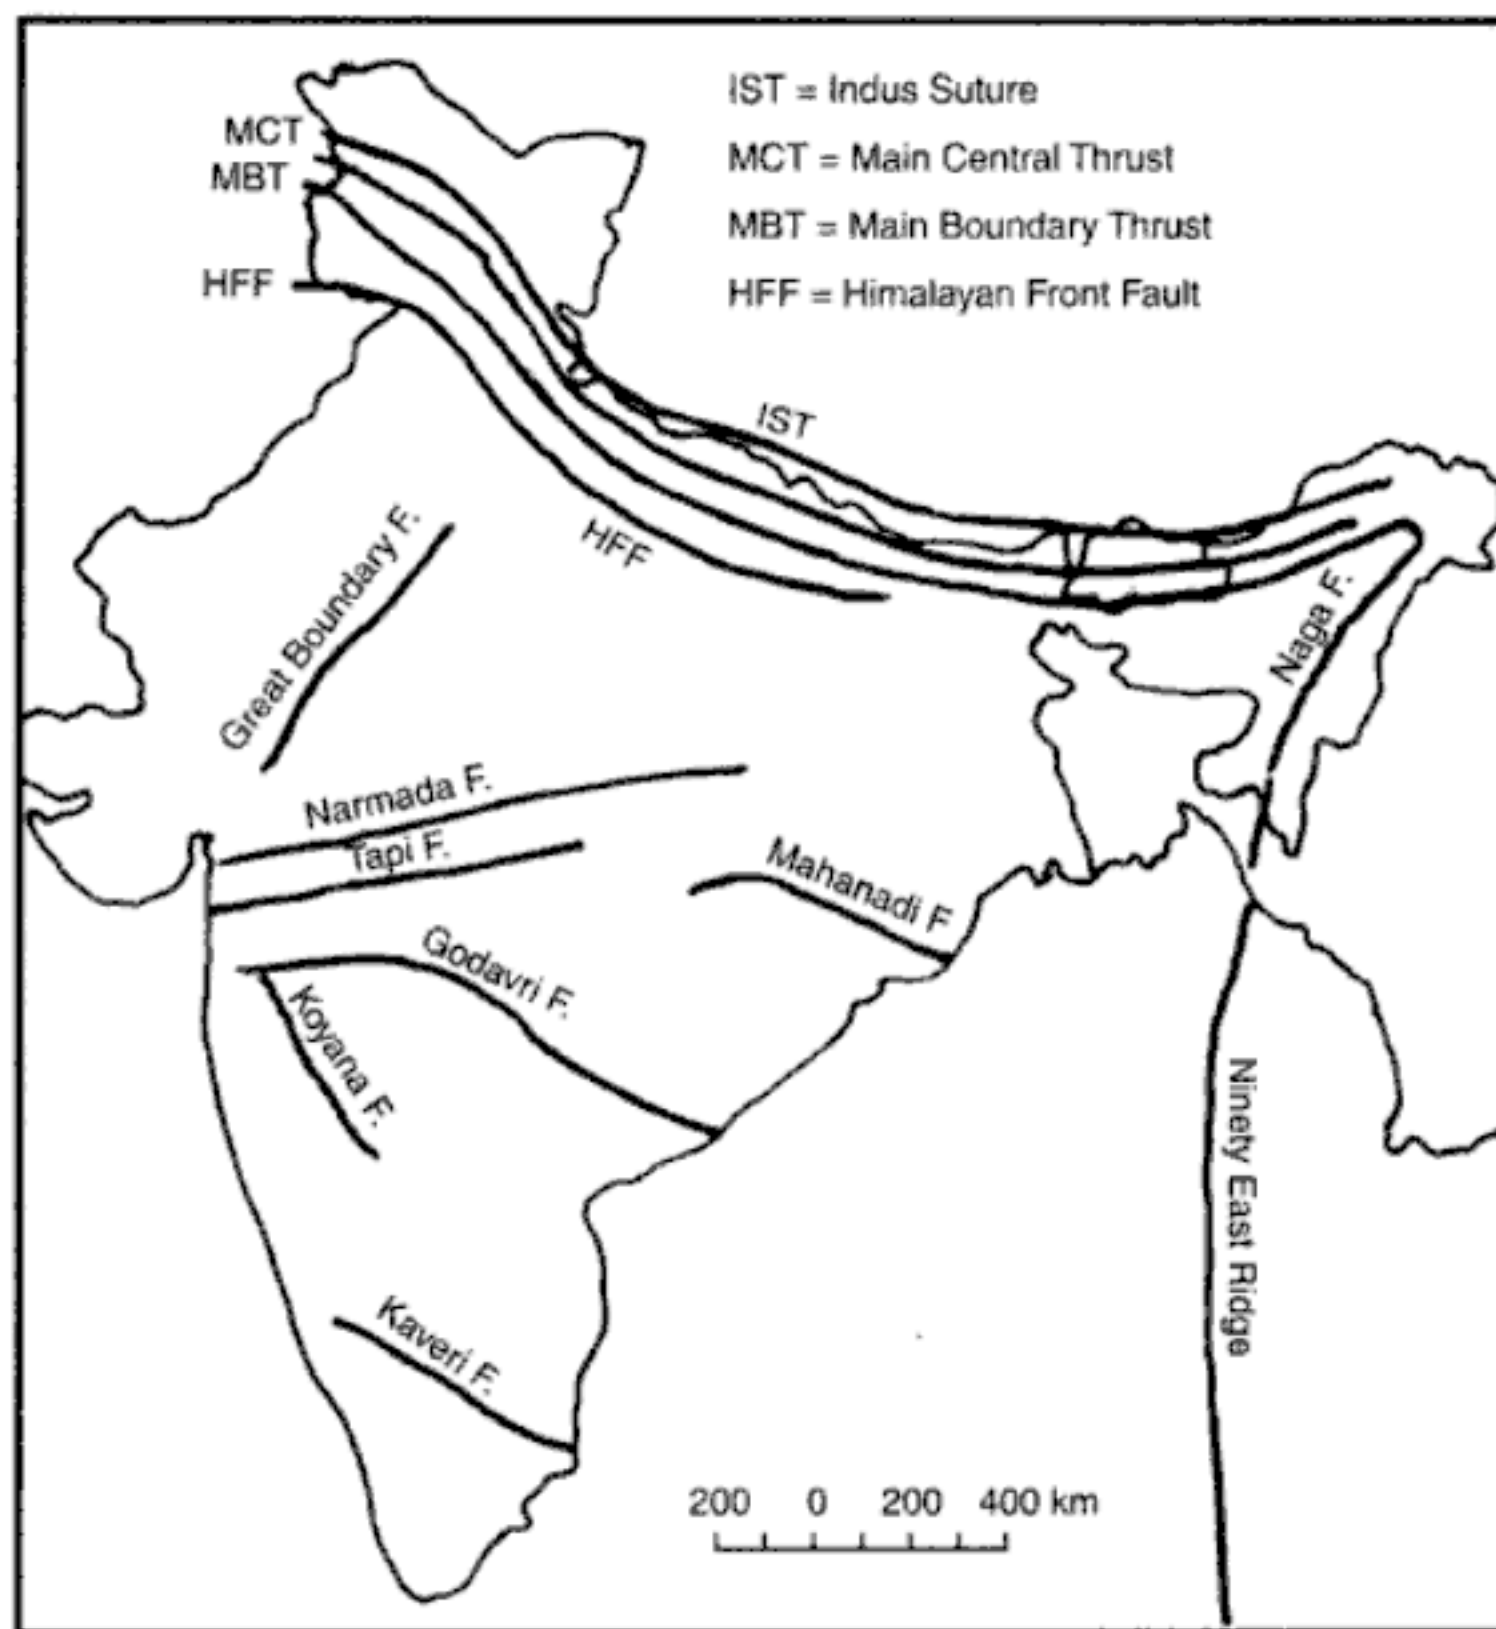 IST = Indus Suture
MCT = Main Central Thrust
MBT = Main Boundary Thrust
HFF = Himalayan Front Fault
MCT
MBT
HFF
IST
HFF
Great Boundary F.
Naga F.
Narmada F.
Tapi F.
Mahanadi F
Godavri F.
Koyana F.
Ninety East Ridge
Kaveri F.
200 0 200 400 km